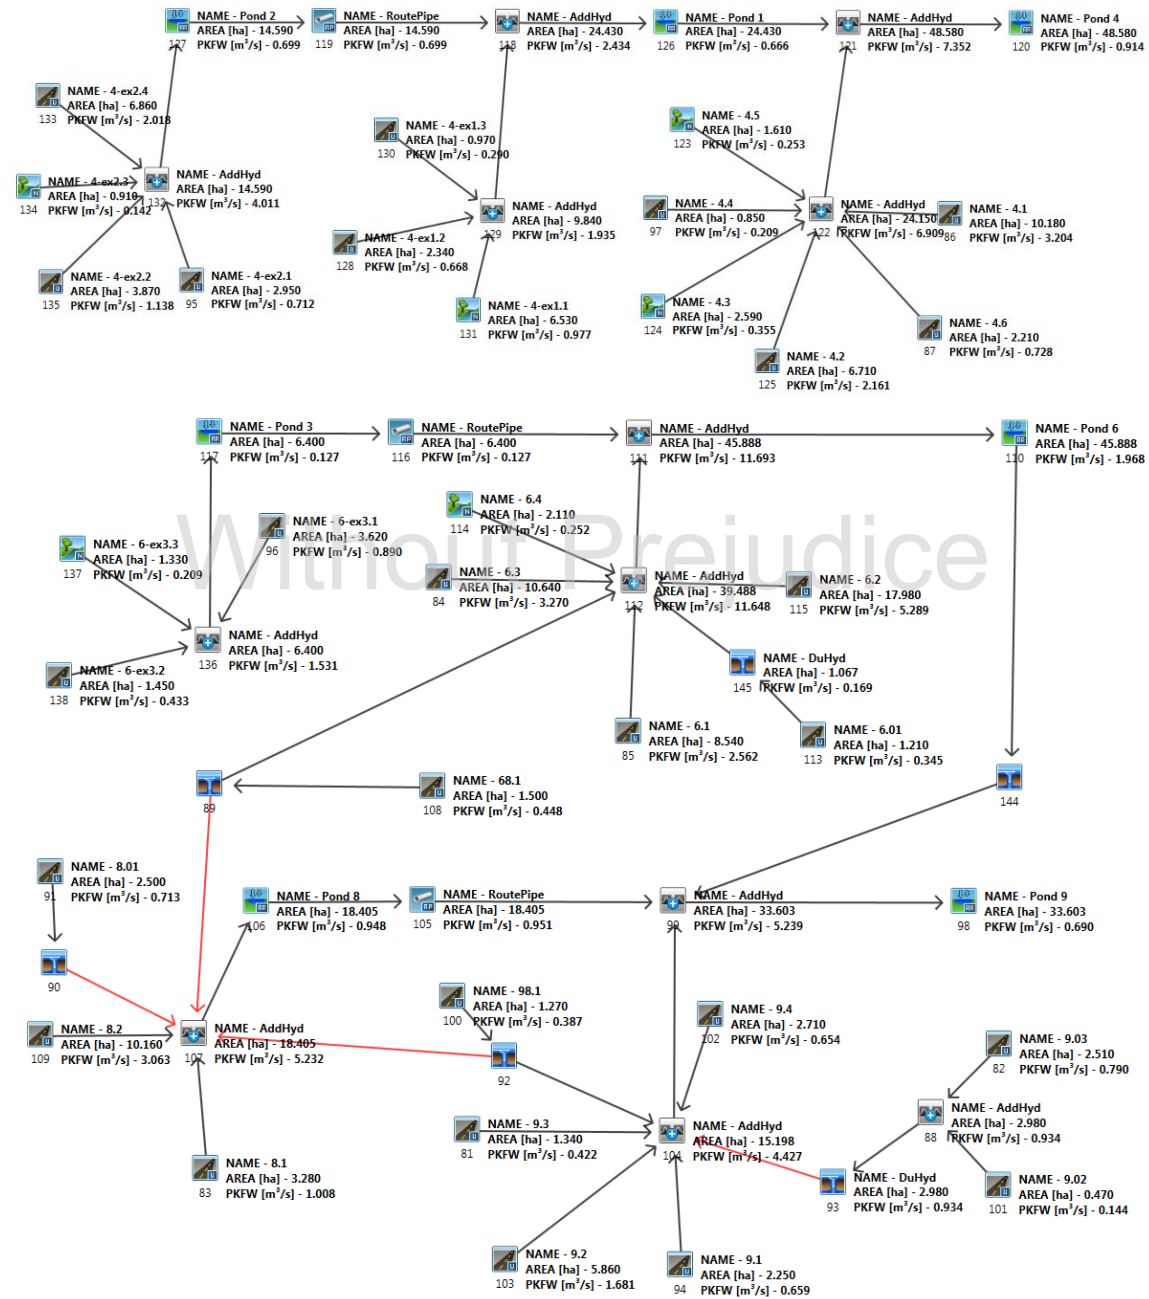 NAME - Pond 2
AREA [ha] - 14.590
PKFW [m³/s] - 0.699
127
NAME - RoutePipe
AREA [ha] - 14.590
PKFW [m³/s] - 0.699
119
NAME - AddHyd
AREA [ha] - 24.430
PKFW [m³/s] - 2.434
118
NAME - Pond 1
AREA [ha] - 24.430
PKFW [m³/s] - 0.666
126
NAME - AddHyd
AREA [ha] - 48.580
PKFW [m³/s] - 7.352
121
NAME - Pond 4
AREA [ha] - 48.580
PKFW [m³/s] - 0.914
120
NAME - 4-ex2.4
AREA [ha] - 6.860
PKFW [m³/s] - 2.018
133
NAME - 4-ex1.3
AREA [ha] - 0.970
PKFW [m³/s] - 0.290
130
NAME - 4.5
AREA [ha] - 1.610
PKFW [m³/s] - 0.253
123
NAME - 4-ex2.3
AREA [ha] - 0.910
PKFW [m³/s] - 0.142
134
NAME - AddHyd
AREA [ha] - 14.590
PKFW [m³/s] - 4.011
132
NAME - AddHyd
AREA [ha] - 9.840
PKFW [m³/s] - 1.935
129
NAME - 4.4
AREA [ha] - 0.850
PKFW [m³/s] - 0.209
97
NAME - AddHyd
AREA [ha] - 24.150
PKFW [m³/s] - 6.909
122
NAME - 4.1
AREA [ha] - 10.180
PKFW [m³/s] - 3.204
86
NAME - 4-ex1.2
AREA [ha] - 2.340
PKFW [m³/s] - 0.668
128
NAME - 4-ex2.2
AREA [ha] - 3.870
PKFW [m³/s] - 1.138
135
NAME - 4-ex2.1
AREA [ha] - 2.950
PKFW [m³/s] - 0.712
95
NAME - 4-ex1.1
AREA [ha] - 6.530
PKFW [m³/s] - 0.977
131
NAME - 4.3
AREA [ha] - 2.590
PKFW [m³/s] - 0.355
124
NAME - 4.6
AREA [ha] - 2.210
PKFW [m³/s] - 0.728
87
NAME - 4.2
AREA [ha] - 6.710
PKFW [m³/s] - 2.161
125
NAME - Pond 3
AREA [ha] - 6.400
PKFW [m³/s] - 0.127
117
NAME - RoutePipe
AREA [ha] - 6.400
PKFW [m³/s] - 0.127
116
NAME - AddHyd
AREA [ha] - 45.888
PKFW [m³/s] - 11.693
111
NAME - Pond 6
AREA [ha] - 45.888
PKFW [m³/s] - 1.968
110
Without Prejudice
NAME - 6.4
AREA [ha] - 2.110
PKFW [m³/s] - 0.252
114
NAME - 6-ex3.1
AREA [ha] - 3.620
PKFW [m³/s] - 0.890
96
NAME - 6-ex3.3
AREA [ha] - 1.330
PKFW [m³/s] - 0.209
137
NAME - 6.3
AREA [ha] - 10.640
PKFW [m³/s] - 3.270
84
NAME - AddHyd
AREA [ha] - 39.488
PKFW [m³/s] - 11.648
112
NAME - 6.2
AREA [ha] - 17.980
PKFW [m³/s] - 5.289
115
NAME - AddHyd
AREA [ha] - 6.400
PKFW [m³/s] - 1.531
136
NAME - 6-ex3.2
AREA [ha] - 1.450
PKFW [m³/s] - 0.433
138
NAME - DuHyd
AREA [ha] - 1.067
PKFW [m³/s] - 0.169
145
NAME - 6.1
AREA [ha] - 8.540
PKFW [m³/s] - 2.562
85
NAME - 6.01
AREA [ha] - 1.210
PKFW [m³/s] - 0.345
113
89
NAME - 68.1
AREA [ha] - 1.500
PKFW [m³/s] - 0.448
108
144
NAME - 8.01
AREA [ha] - 2.500
PKFW [m³/s] - 0.713
91
NAME - Pond 8
AREA [ha] - 18.405
PKFW [m³/s] - 0.948
106
NAME - RoutePipe
AREA [ha] - 18.405
PKFW [m³/s] - 0.951
105
NAME - AddHyd
AREA [ha] - 33.603
PKFW [m³/s] - 5.239
99
NAME - Pond 9
AREA [ha] - 33.603
PKFW [m³/s] - 0.690
98
90
NAME - 98.1
AREA [ha] - 1.270
PKFW [m³/s] - 0.387
100
NAME - 9.4
AREA [ha] - 2.710
PKFW [m³/s] - 0.654
102
NAME - 8.2
AREA [ha] - 10.160
PKFW [m³/s] - 3.063
109
NAME - AddHyd
AREA [ha] - 18.405
PKFW [m³/s] - 5.232
107
92
NAME - 9.03
AREA [ha] - 2.510
PKFW [m³/s] - 0.790
82
NAME - 9.3
AREA [ha] - 1.340
PKFW [m³/s] - 0.422
81
NAME - AddHyd
AREA [ha] - 15.198
PKFW [m³/s] - 4.427
104
NAME - AddHyd
AREA [ha] - 2.980
PKFW [m³/s] - 0.934
88
NAME - 8.1
AREA [ha] - 3.280
PKFW [m³/s] - 1.008
83
NAME - DuHyd
AREA [ha] - 2.980
PKFW [m³/s] - 0.934
93
NAME - 9.02
AREA [ha] - 0.470
PKFW [m³/s] - 0.144
101
NAME - 9.2
AREA [ha] - 5.860
PKFW [m³/s] - 1.681
103
NAME - 9.1
AREA [ha] - 2.250
PKFW [m³/s] - 0.659
94